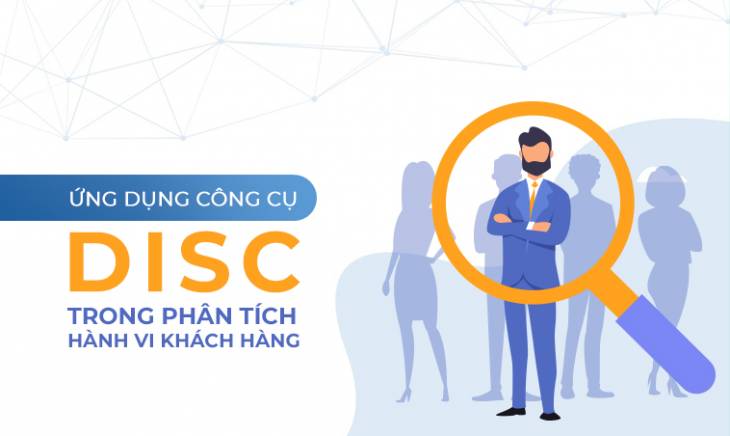 ỨNG DỤNG CÔNG CỤ
DISC
TRONG PHÂN TÍCH
HÀNH VI KHÁCH HÀNG